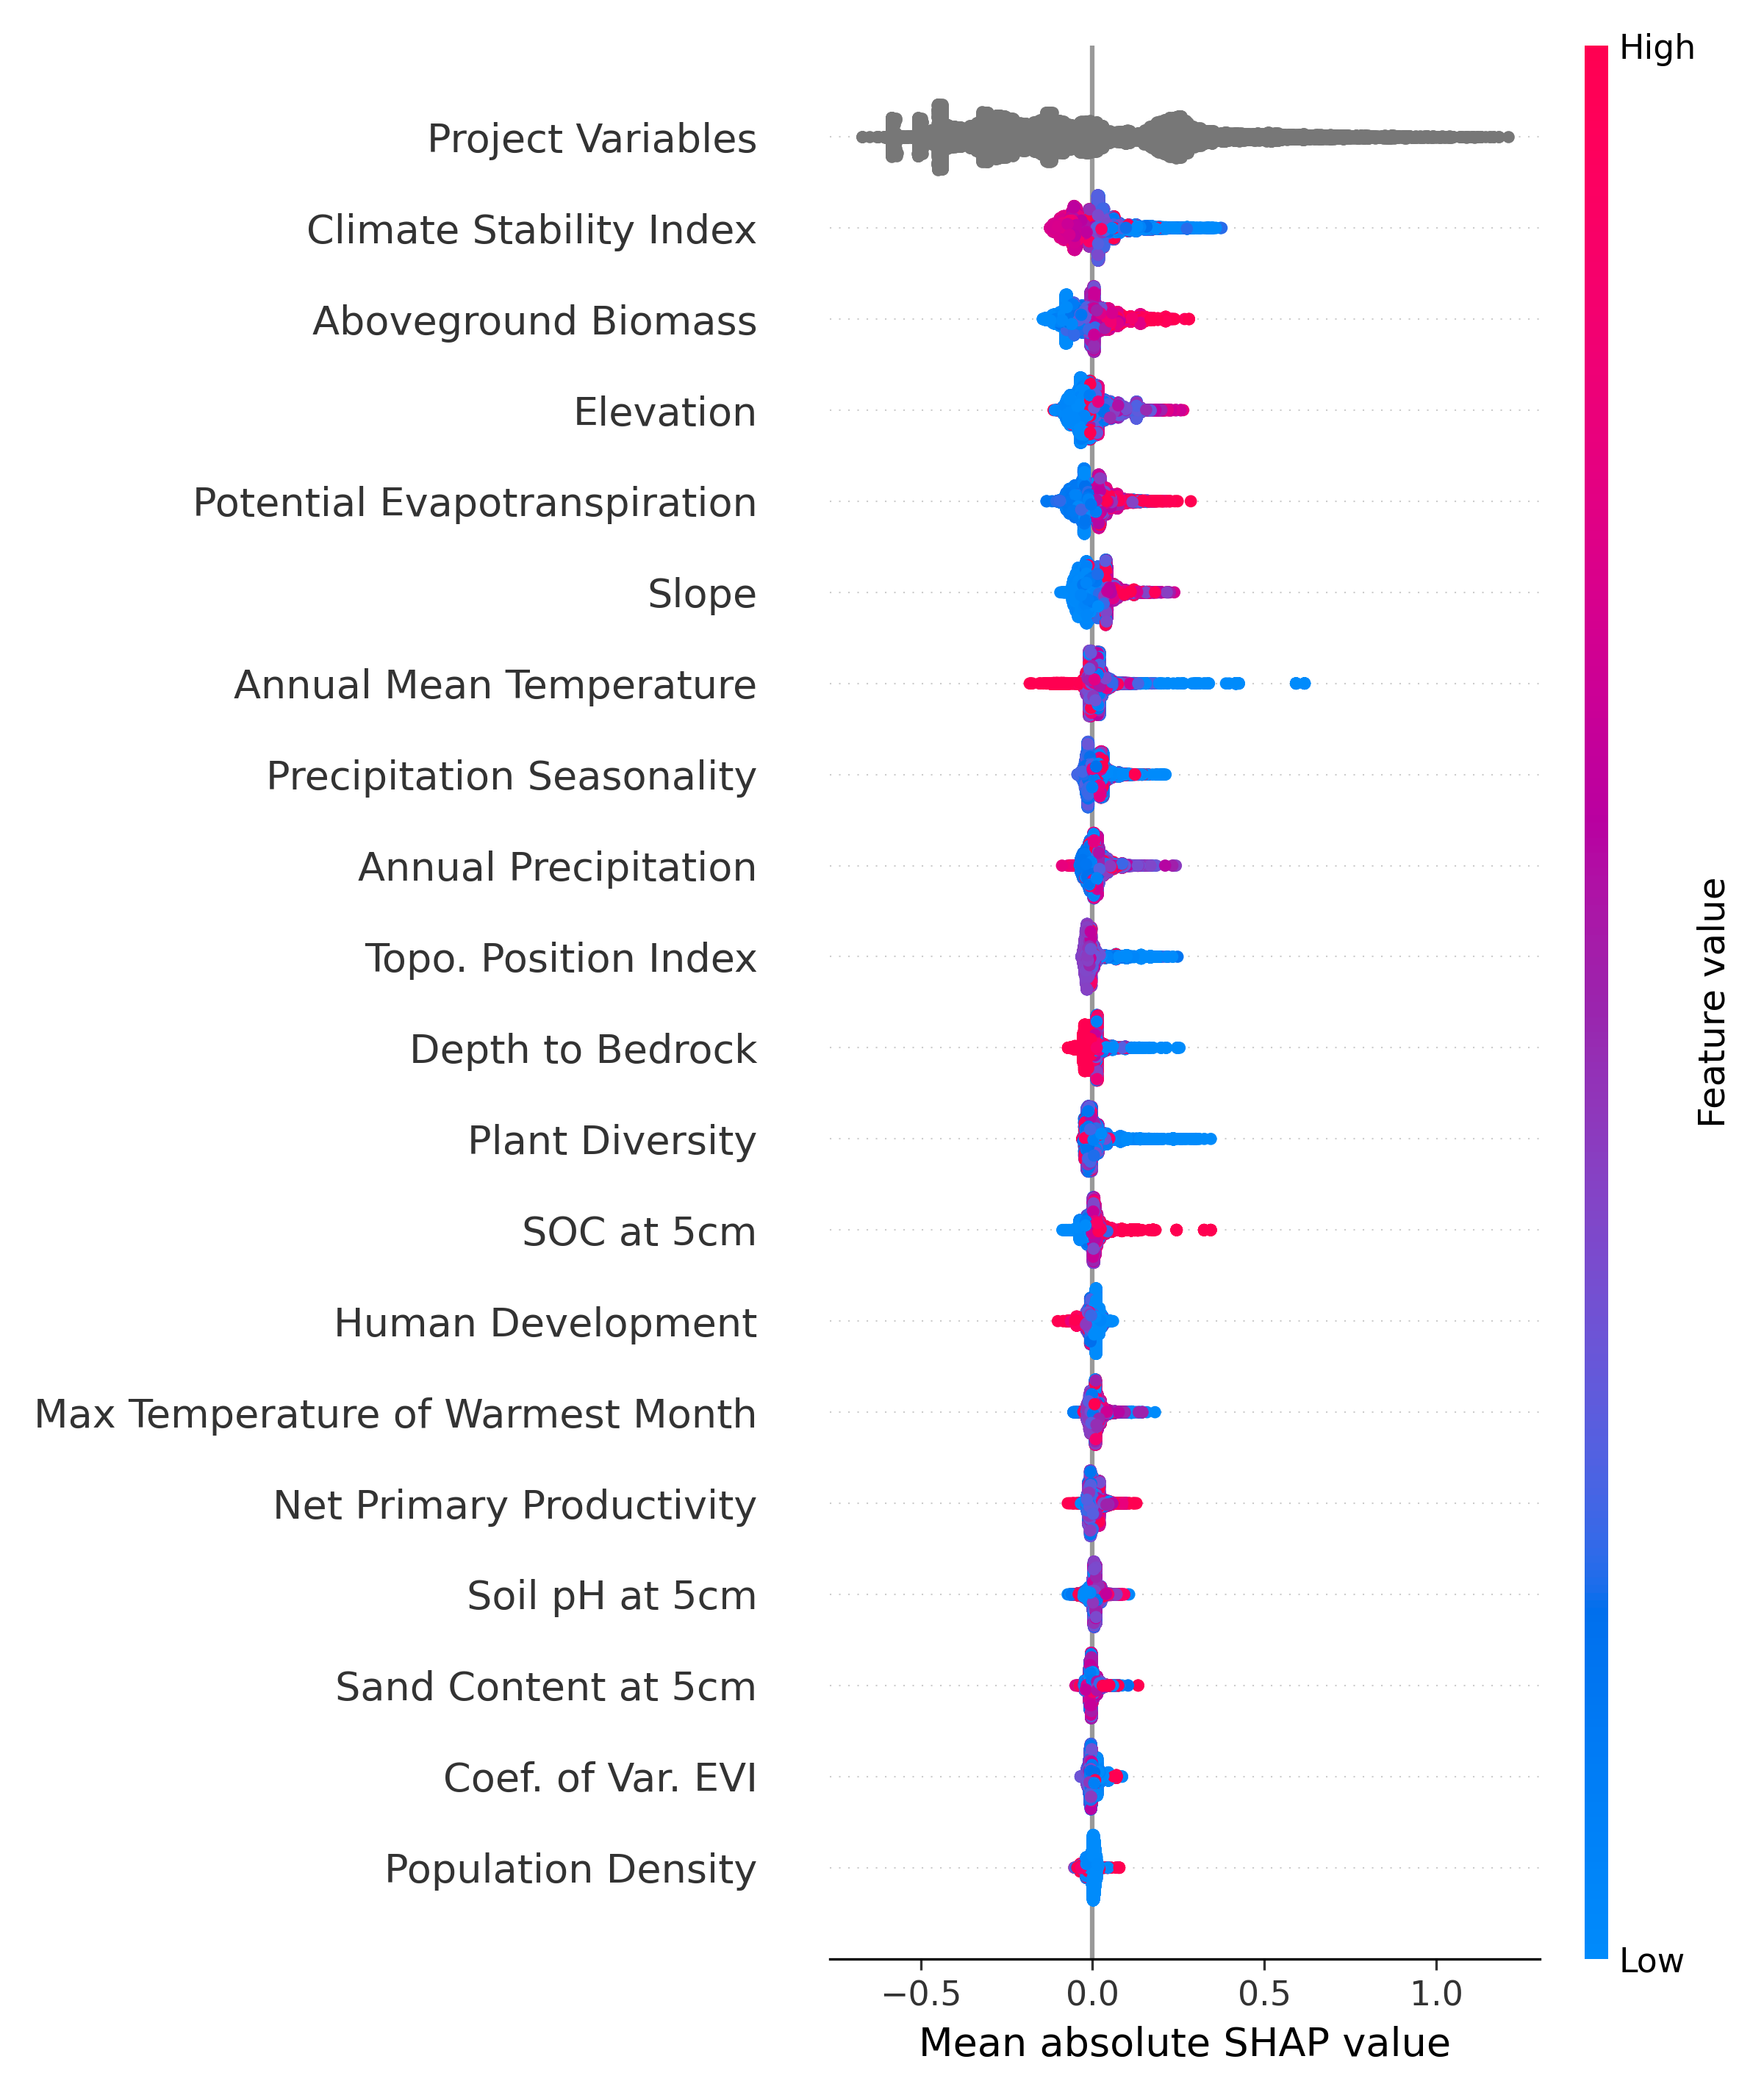 High
Project Variables
Climate Stability Index
Aboveground Biomass
Elevation
Potential Evapotranspiration
Slope
Annual Mean Temperature
Precipitation Seasonality
Annual Precipitation
Topo. Position Index
Depth to Bedrock
Plant Diversity
SOC at 5cm
Human Development
Max Temperature of Warmest Month
Net Primary Productivity
Soil pH at 5cm
Sand Content at 5cm
Coef. of Var. EVI
Population Density
Feature value
Low
−0.5 0.0 0.5 1.0
Mean absolute SHAP value